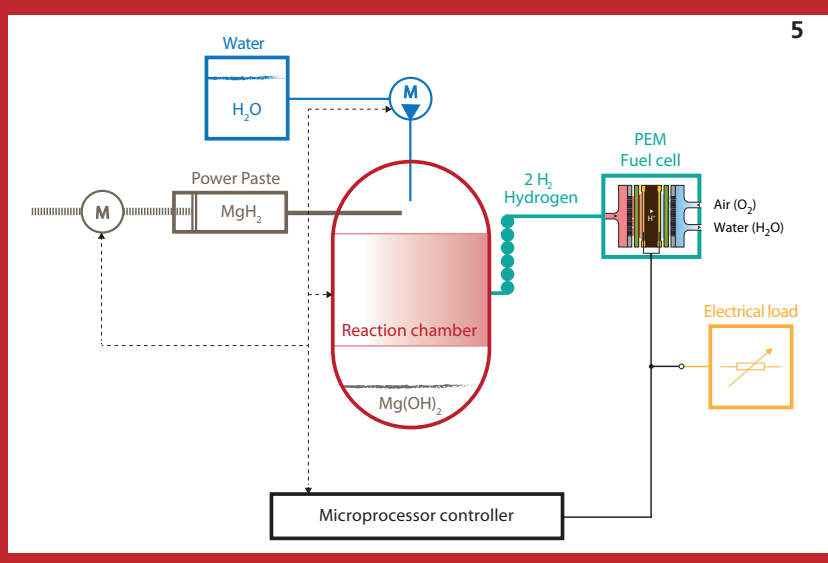 5
Water
H₂O
M
PEM
Fuel cell
Power Paste
MgH₂
M
2 H₂
Hydrogen
H⁺
Air (O₂)
Water (H₂O)
Reaction chamber
Electrical load
Mg(OH)₂
Microprocessor controller